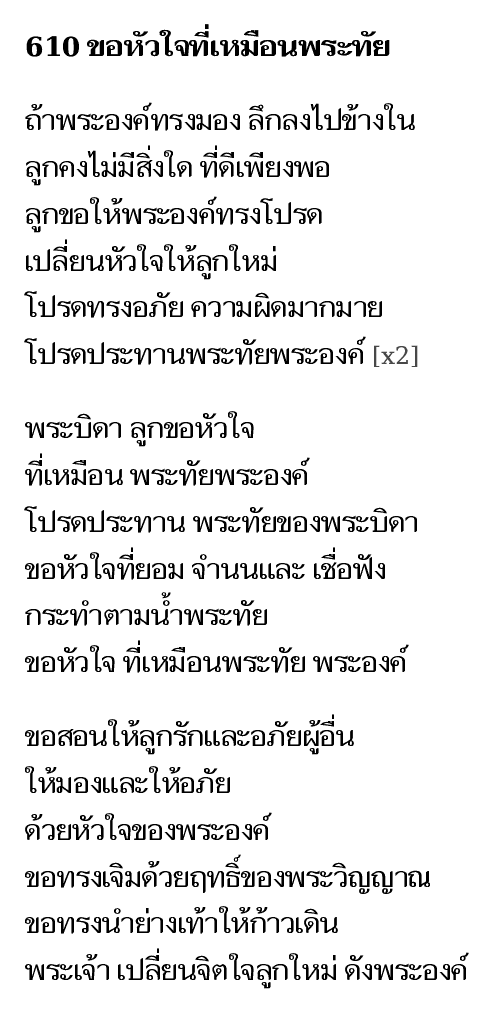 610 ขอหัวใจที่เหมือนพระทัย
ถ้าพระองค์ทรงมอง ลึกลงไปข้างใน
ลูกคงไม่มีสิ่งใด ที่ดีเพียงพอ
ลูกขอให้พระองค์ทรงโปรด
เปลี่ยนหัวใจให้ลูกใหม่
โปรดทรงอภัย ความผิดมากมาย
โปรดประทานพระทัยพระองค์ [x2]
พระบิดา ลูกขอหัวใจ
ที่เหมือน พระทัยพระองค์
โปรดประทาน พระทัยของพระบิดา
ขอหัวใจที่ยอม จำนนและ เชื่อฟัง
กระทำตามน้ำพระทัย
ขอหัวใจ ที่เหมือนพระทัย พระองค์
ขอสอนให้ลูกรักและอภัยผู้อื่น
ให้มองและให้อภัย
ด้วยหัวใจของพระองค์
ขอทรงเจิมด้วยฤทธิ์ของพระวิญญาณ
ขอทรงนำย่างเท้าให้ก้าวเดิน
พระเจ้า เปลี่ยนจิตใจลูกใหม่ ดังพระองค์